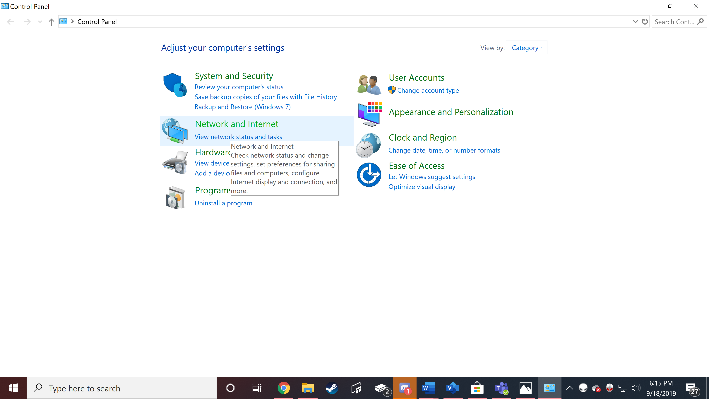 Control Panel
Control Panel
Search Cont...
Adjust your computer's settings
View by:
Category
System and Security
Review your computer's status
Save backup copies of your files with File History
Backup and Restore (Windows 7)
Network and Internet
View network status and tasks
Hardwar
View device
Add a devic
Network and Internet
Check network status and change
settings, set preferences for sharing
files and computers, configure
Internet display and connection, and
more.
Program
Uninstall a program
User Accounts
Change account type
Appearance and Personalization
Clock and Region
Change date, time, or number formats
Ease of Access
Let Windows suggest settings
Optimize visual display
Type here to search
6:15 PM
9/18/2019